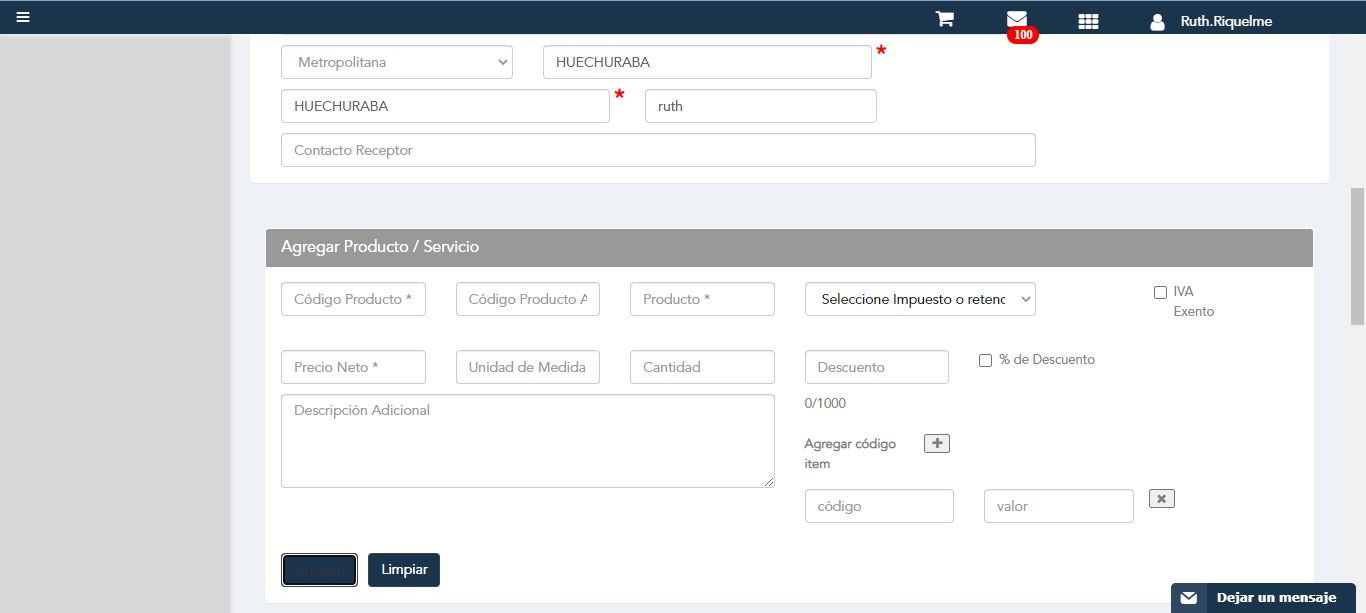 Ruth.Riquelme
100
Metropolitana
HUECHURABA *
HUECHURABA *
ruth
Contacto Receptor
Agregar Producto / Servicio
Código Producto *
Código Producto A
Producto *
Seleccione Impuesto o retenc
IVA
Exento
Precio Neto *
Unidad de Medida
Cantidad
Descuento
% de Descuento
Descripción Adicional
0/1000
Agregar código
item
código
valor
Limpiar
Dejar un mensaje